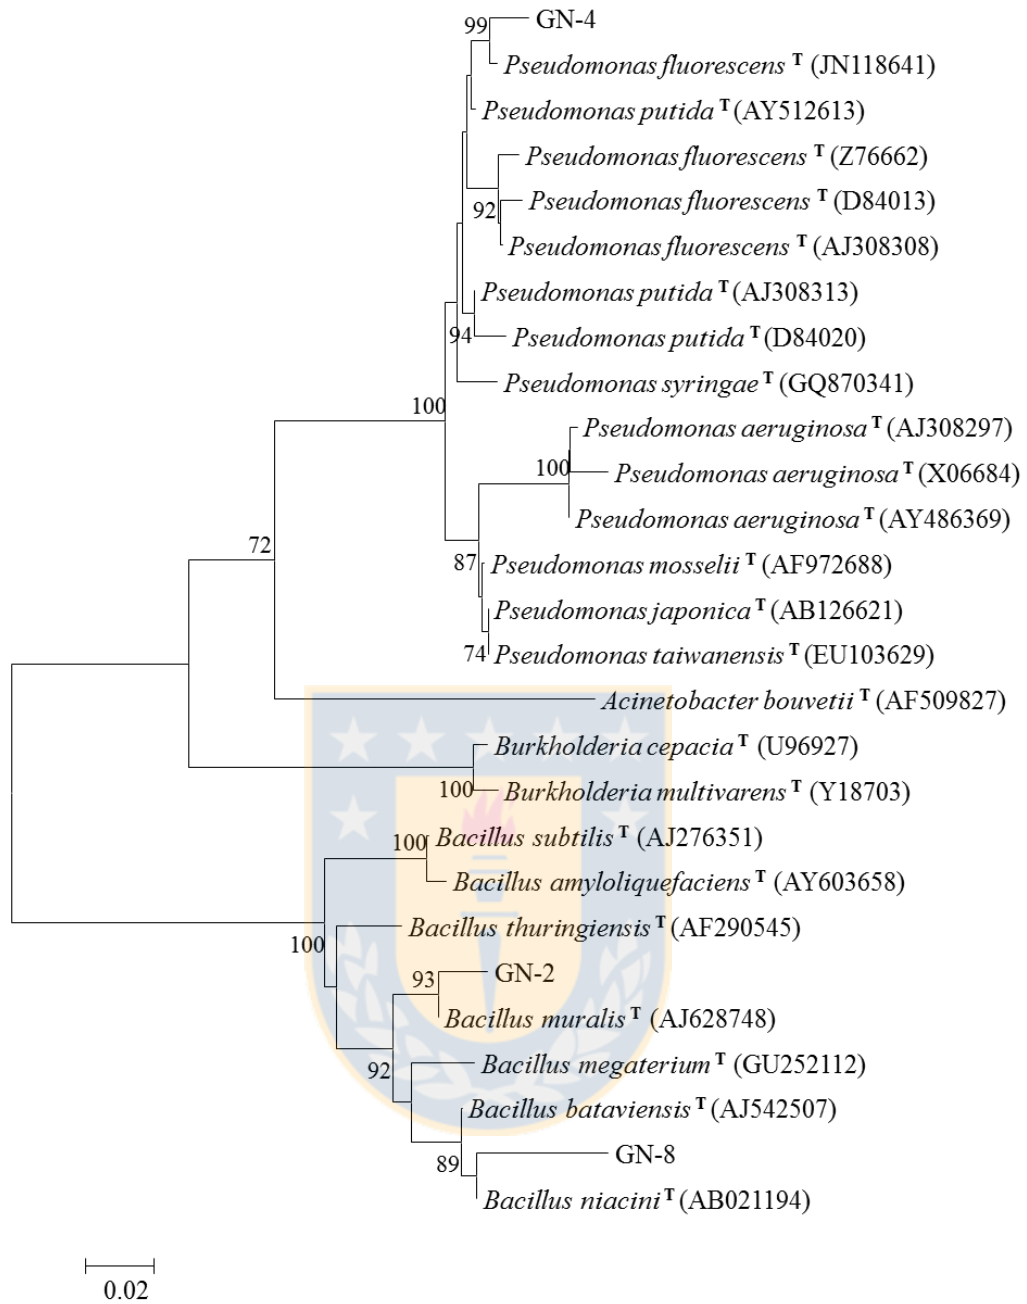 99 GN-4
Pseudomonas fluorescens T (JN118641)
Pseudomonas putida T (AY512613)
Pseudomonas fluorescens T (Z76662)
92 Pseudomonas fluorescens T (D84013)
Pseudomonas fluorescens T (AJ308308)
Pseudomonas putida T (AJ308313)
94 Pseudomonas putida T (D84020)
Pseudomonas syringae T (GQ870341)
100
Pseudomonas aeruginosa T (AJ308297)
100 Pseudomonas aeruginosa T (X06684)
Pseudomonas aeruginosa T (AY486369)
72
87 Pseudomonas mosselii T (AF972688)
Pseudomonas japonica T (AB126621)
74 Pseudomonas taiwanensis T (EU103629)
Acinetobacter bouvetii T (AF509827)
Burkholderia cepacia T (U96927)
100 Burkholderia multivarens T (Y18703)
100 Bacillus subtilis T (AJ276351)
Bacillus amyloliquefaciens T (AY603658)
Bacillus thuringiensis T (AF290545)
100
93 GN-2
Bacillus muralis T (AJ628748)
92 Bacillus megaterium T (GU252112)
Bacillus bataviensis T (AJ542507)
89 GN-8
Bacillus niacini T (AB021194)
0.02